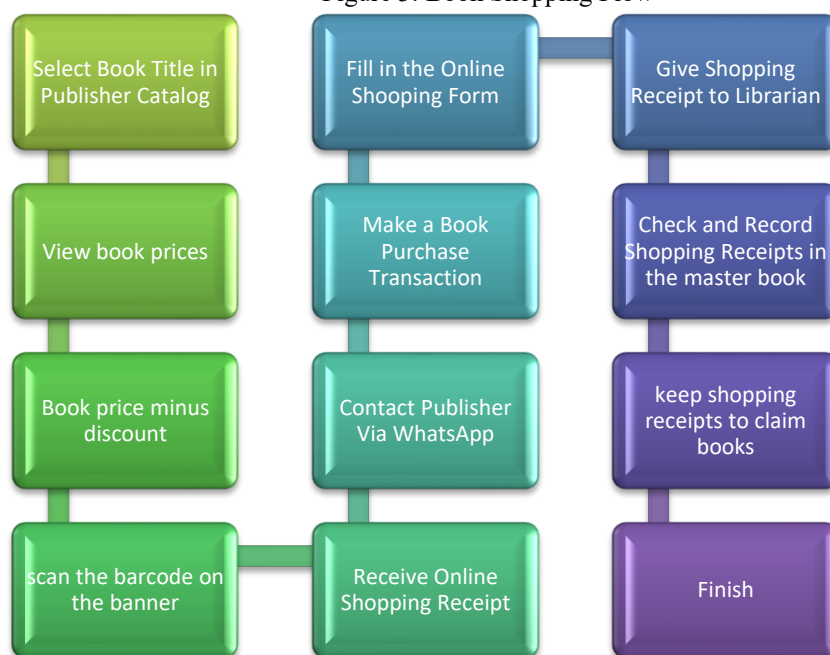 Select Book Title in
Publisher Catalog
View book prices
Book price minus
discount
scan the barcode on
the banner
Receive Online
Shopping Receipt
Contact Publisher
Via WhatsApp
Make a Book
Purchase
Transaction
Fill in the Online
Shooping Form
Give Shopping
Receipt to Librarian
Check and Record
Shopping Receipts in
the master book
keep shopping
receipts to claim
books
Finish